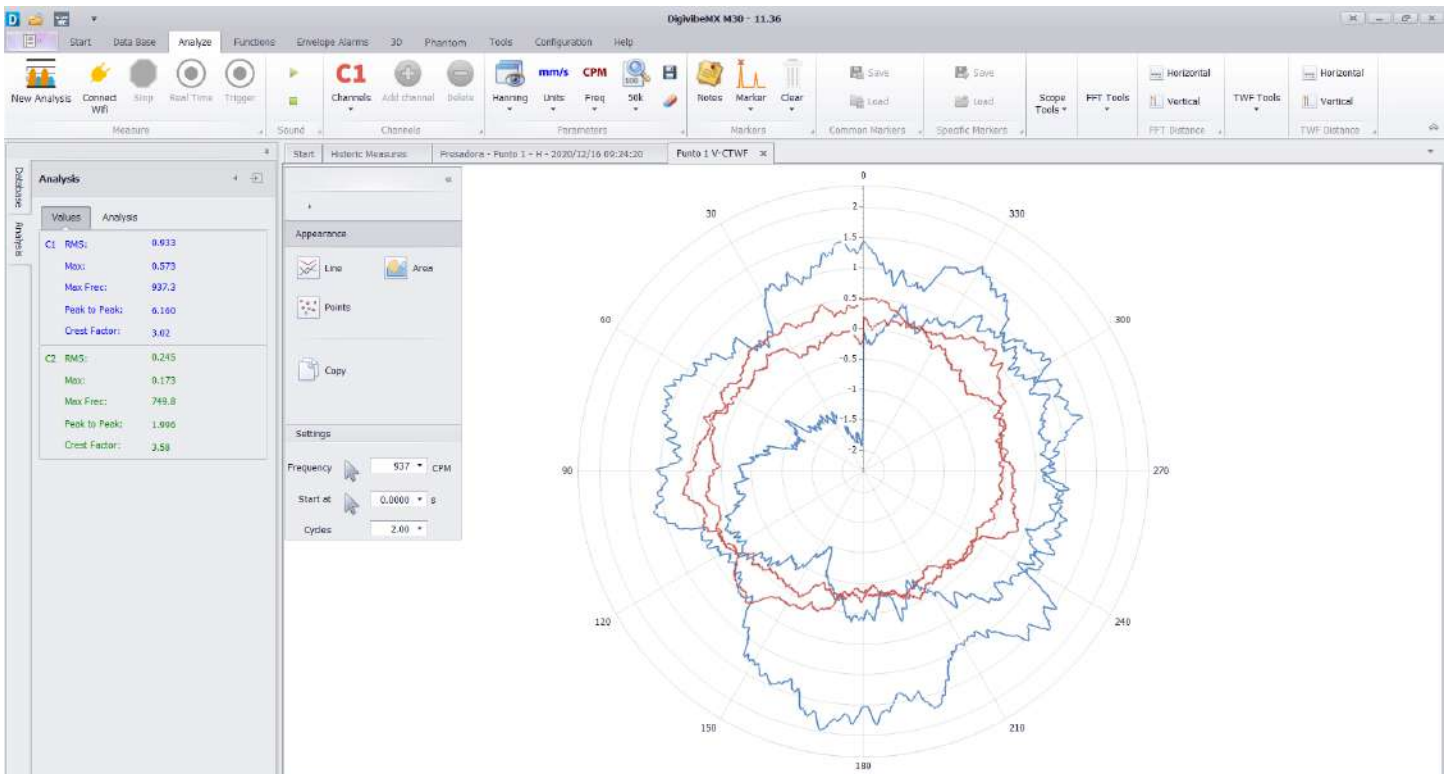 DigivibeMX M30 - 11.36
Start Data Base Analyze Functions Envelope Alarms 3D Phantom Tools Configuration Help
C1 mm/s CPM 50k
New Analysis Connect Wifi Stop Real Time Trigger Channels Add channel Delete Hanning Units Freq 50k Notes Marker Clear Save Load Save Load Scope Tools FFT Tools Horizontal Vertical TWF Tools Horizontal Vertical
Measure Sound Channels Parameters Markers Common Markers Specific Markers FFT Distance TWF Distance
Start Historic Measures Fresadora - Punto 1 - H - 2020/12/16 09:24:20 Punto 1 V-CTWF
Database
Analysis
Analysis
Values Analysis
C1 RMS: 0.933
Max: 0.573
Max Frec: 937.3
Peak to Peak: 6.160
Crest Factor: 3.02
C2 RMS: 0.245
Max: 0.173
Max Frec: 749.8
Peak to Peak: 1.996
Crest Factor: 3.58
Appearance
Line Area
Points
Copy
Settings
Frequency 937 CPM
Start at 0.0000 s
Cycles 2.00
0
30 330
60 300
90 270
120 240
150 210
180
2
1.5
1
0.5
0
-0.5
-1
-1.5
-2